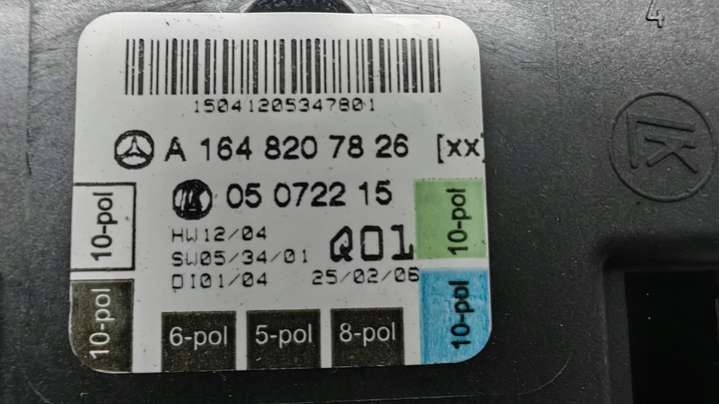 4
15041205347801
A 164 820 78 26 [xx]
05 0722 15
HW12/04
SW05/34/01
Q01
DI01/04 25/02/06
10-pol
10-pol
10-pol
10-pol
6-pol
5-pol
8-pol